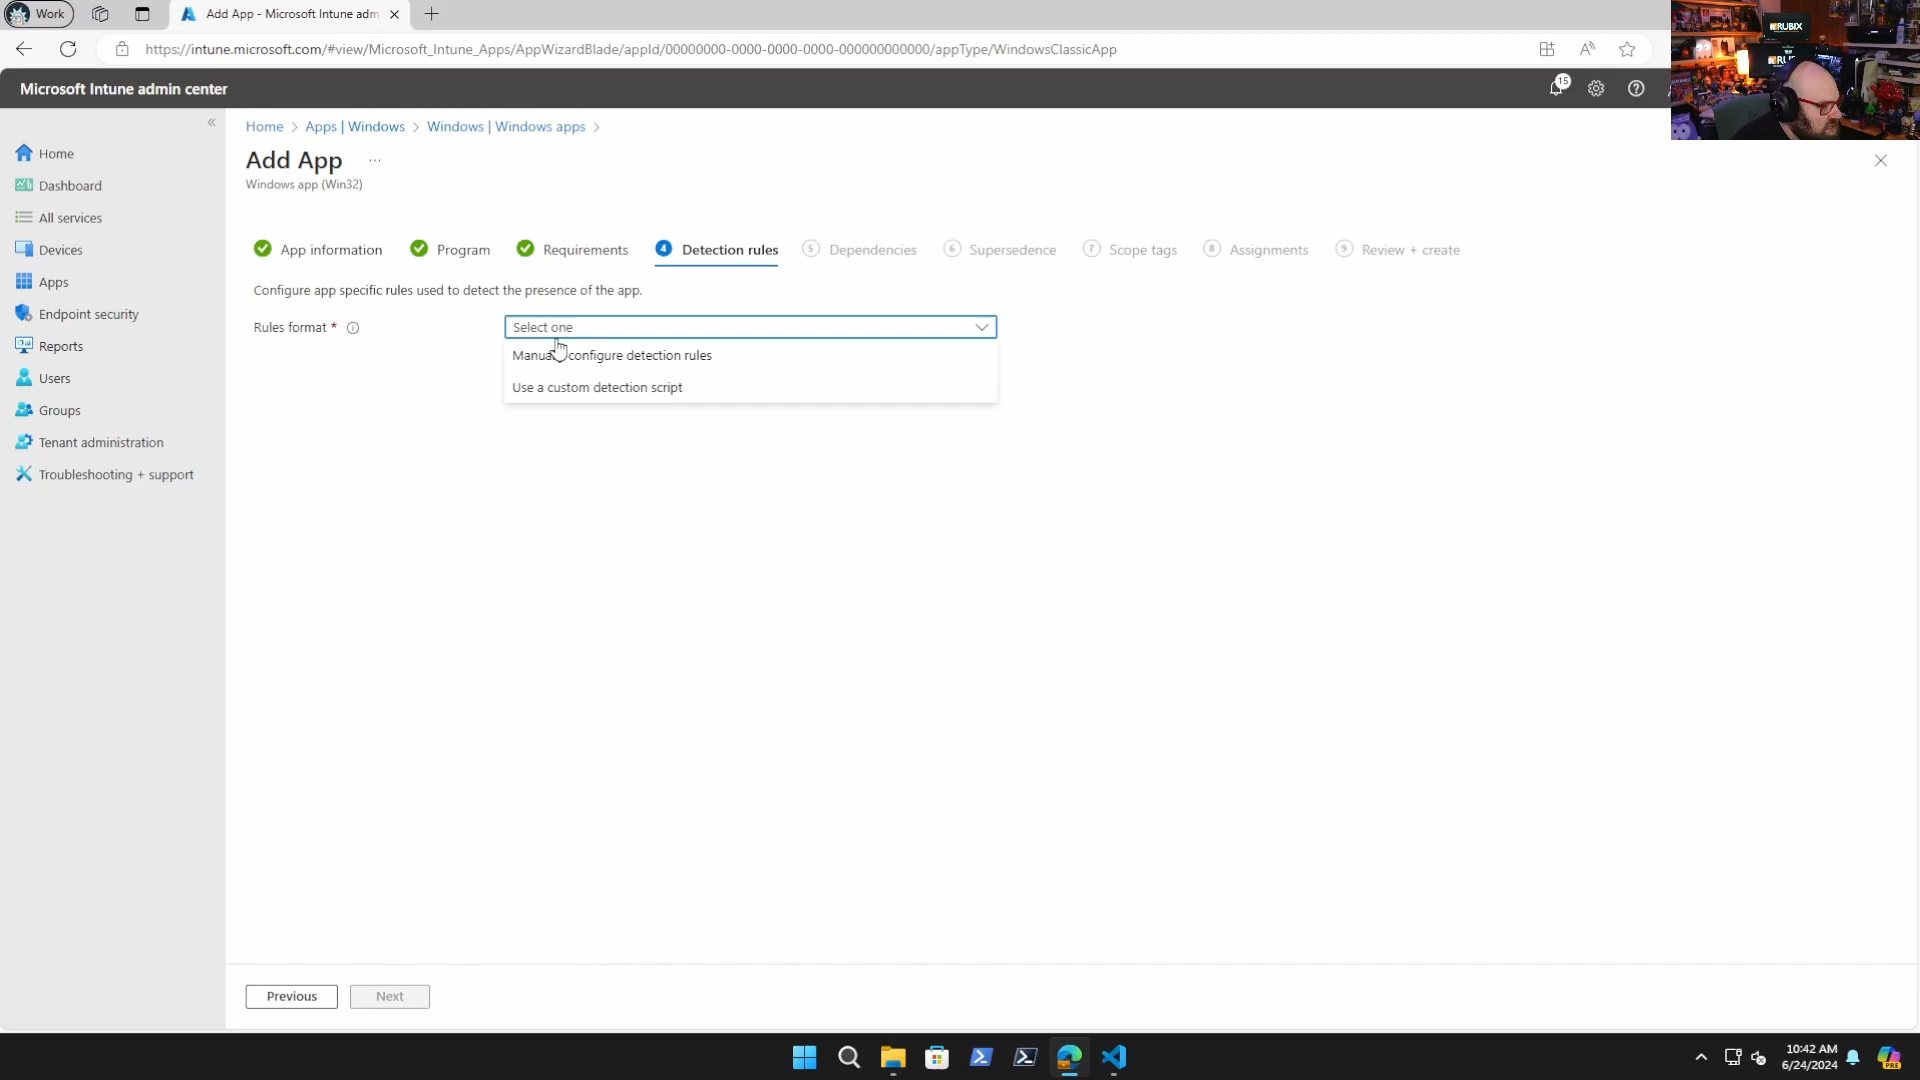 Work
Add App - Microsoft Intune adm
https://intune.microsoft.com/#view/Microsoft_Intune_Apps/AppWizardBlade/appId/00000000-0000-0000-0000-000000000000/appType/WindowsClassicApp
RUBIX
Microsoft Intune admin center
15
Home > Apps | Windows > Windows | Windows apps >
Home
Dashboard
All services
Devices
Apps
Endpoint security
Reports
Users
Groups
Tenant administration
Troubleshooting + support
Add App ...
Windows app (Win32)
App information
Program
Requirements
4 Detection rules
5 Dependencies
6 Supersedence
7 Scope tags
8 Assignments
9 Review + create
Configure app specific rules used to detect the presence of the app.
Rules format *
Select one
configure detection rules
Use a custom detection script
Previous
Next
10:42 AM
6/24/2024
PRE